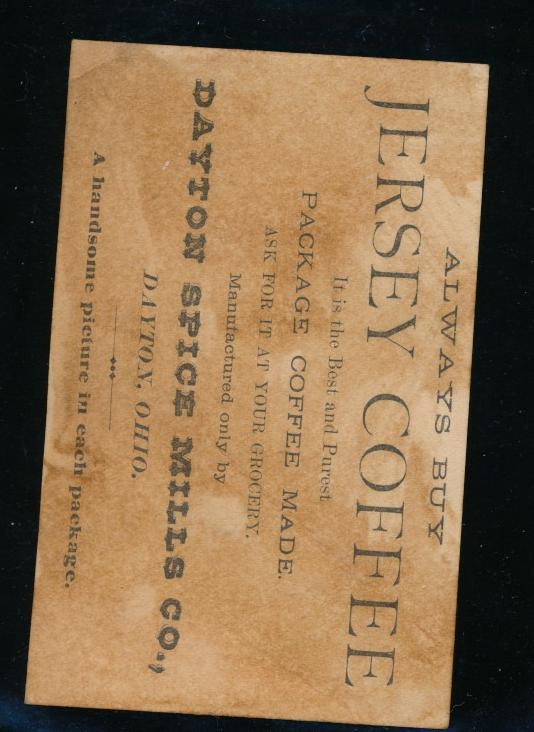 ALWAYS BUY
JERSEY COFFEE
It is the Best and Purest
PACKAGE COFFEE MADE.
ASK FOR IT AT YOUR GROCERY.
Manufactured only by
DAYTON SPICE MILLS CO.,
DAYTON, OHIO.
A handsome picture in each package.